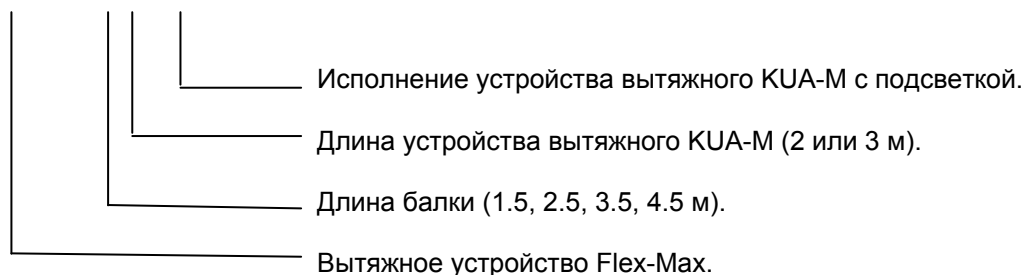 Исполнение устройства вытяжного KUA-M с подсветкой.
Длина устройства вытяжного KUA-M (2 или 3 м).
Длина балки (1.5, 2.5, 3.5, 4.5 м).
Вытяжное устройство Flex-Max.